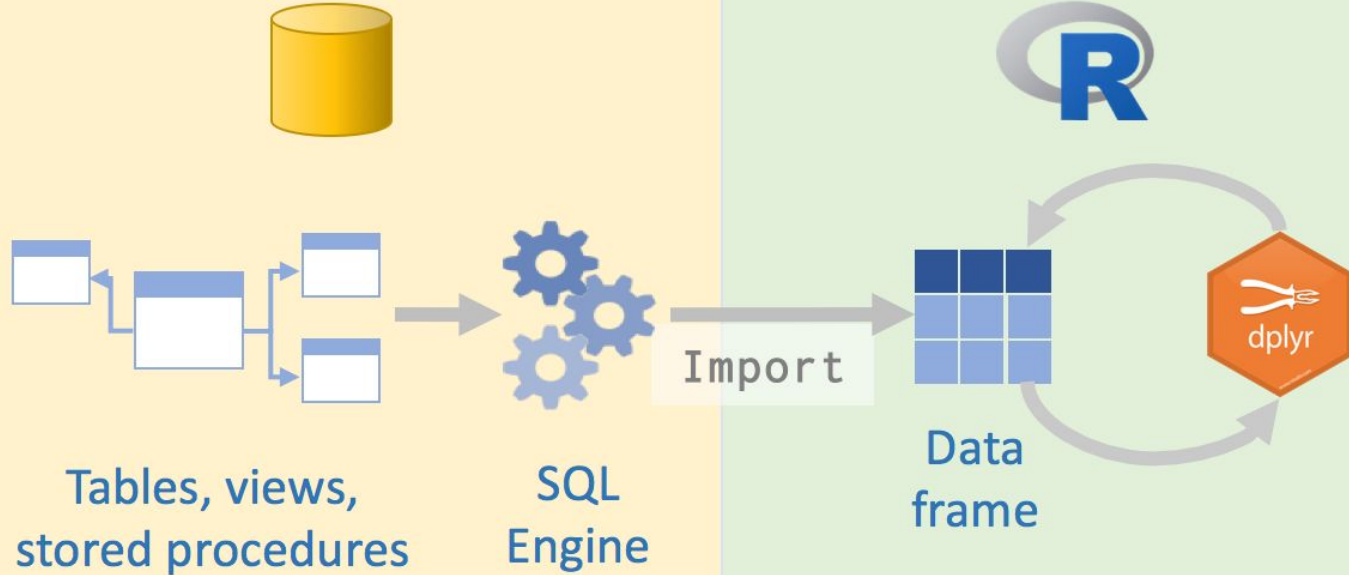 R
Import
dplyr
Tables, views,
stored procedures
SQL
Engine
Data
frame